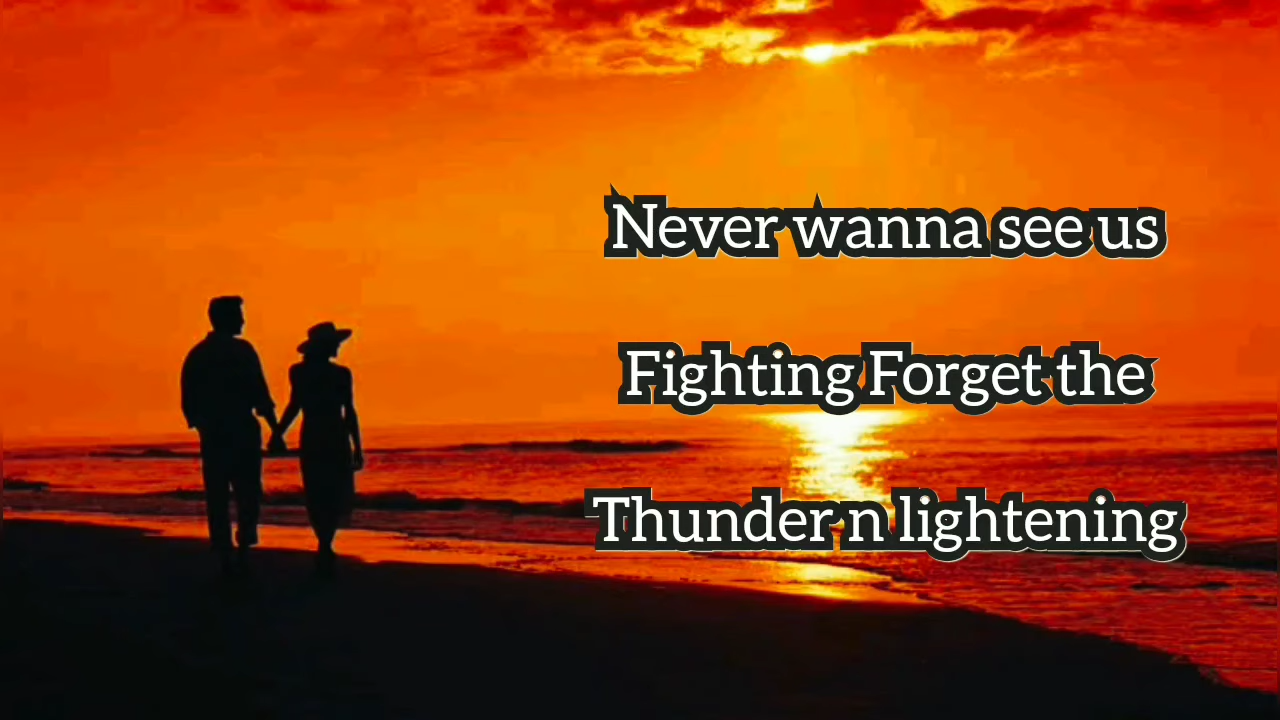 Never wanna see us
Fighting Forget the
Thunder n lightening